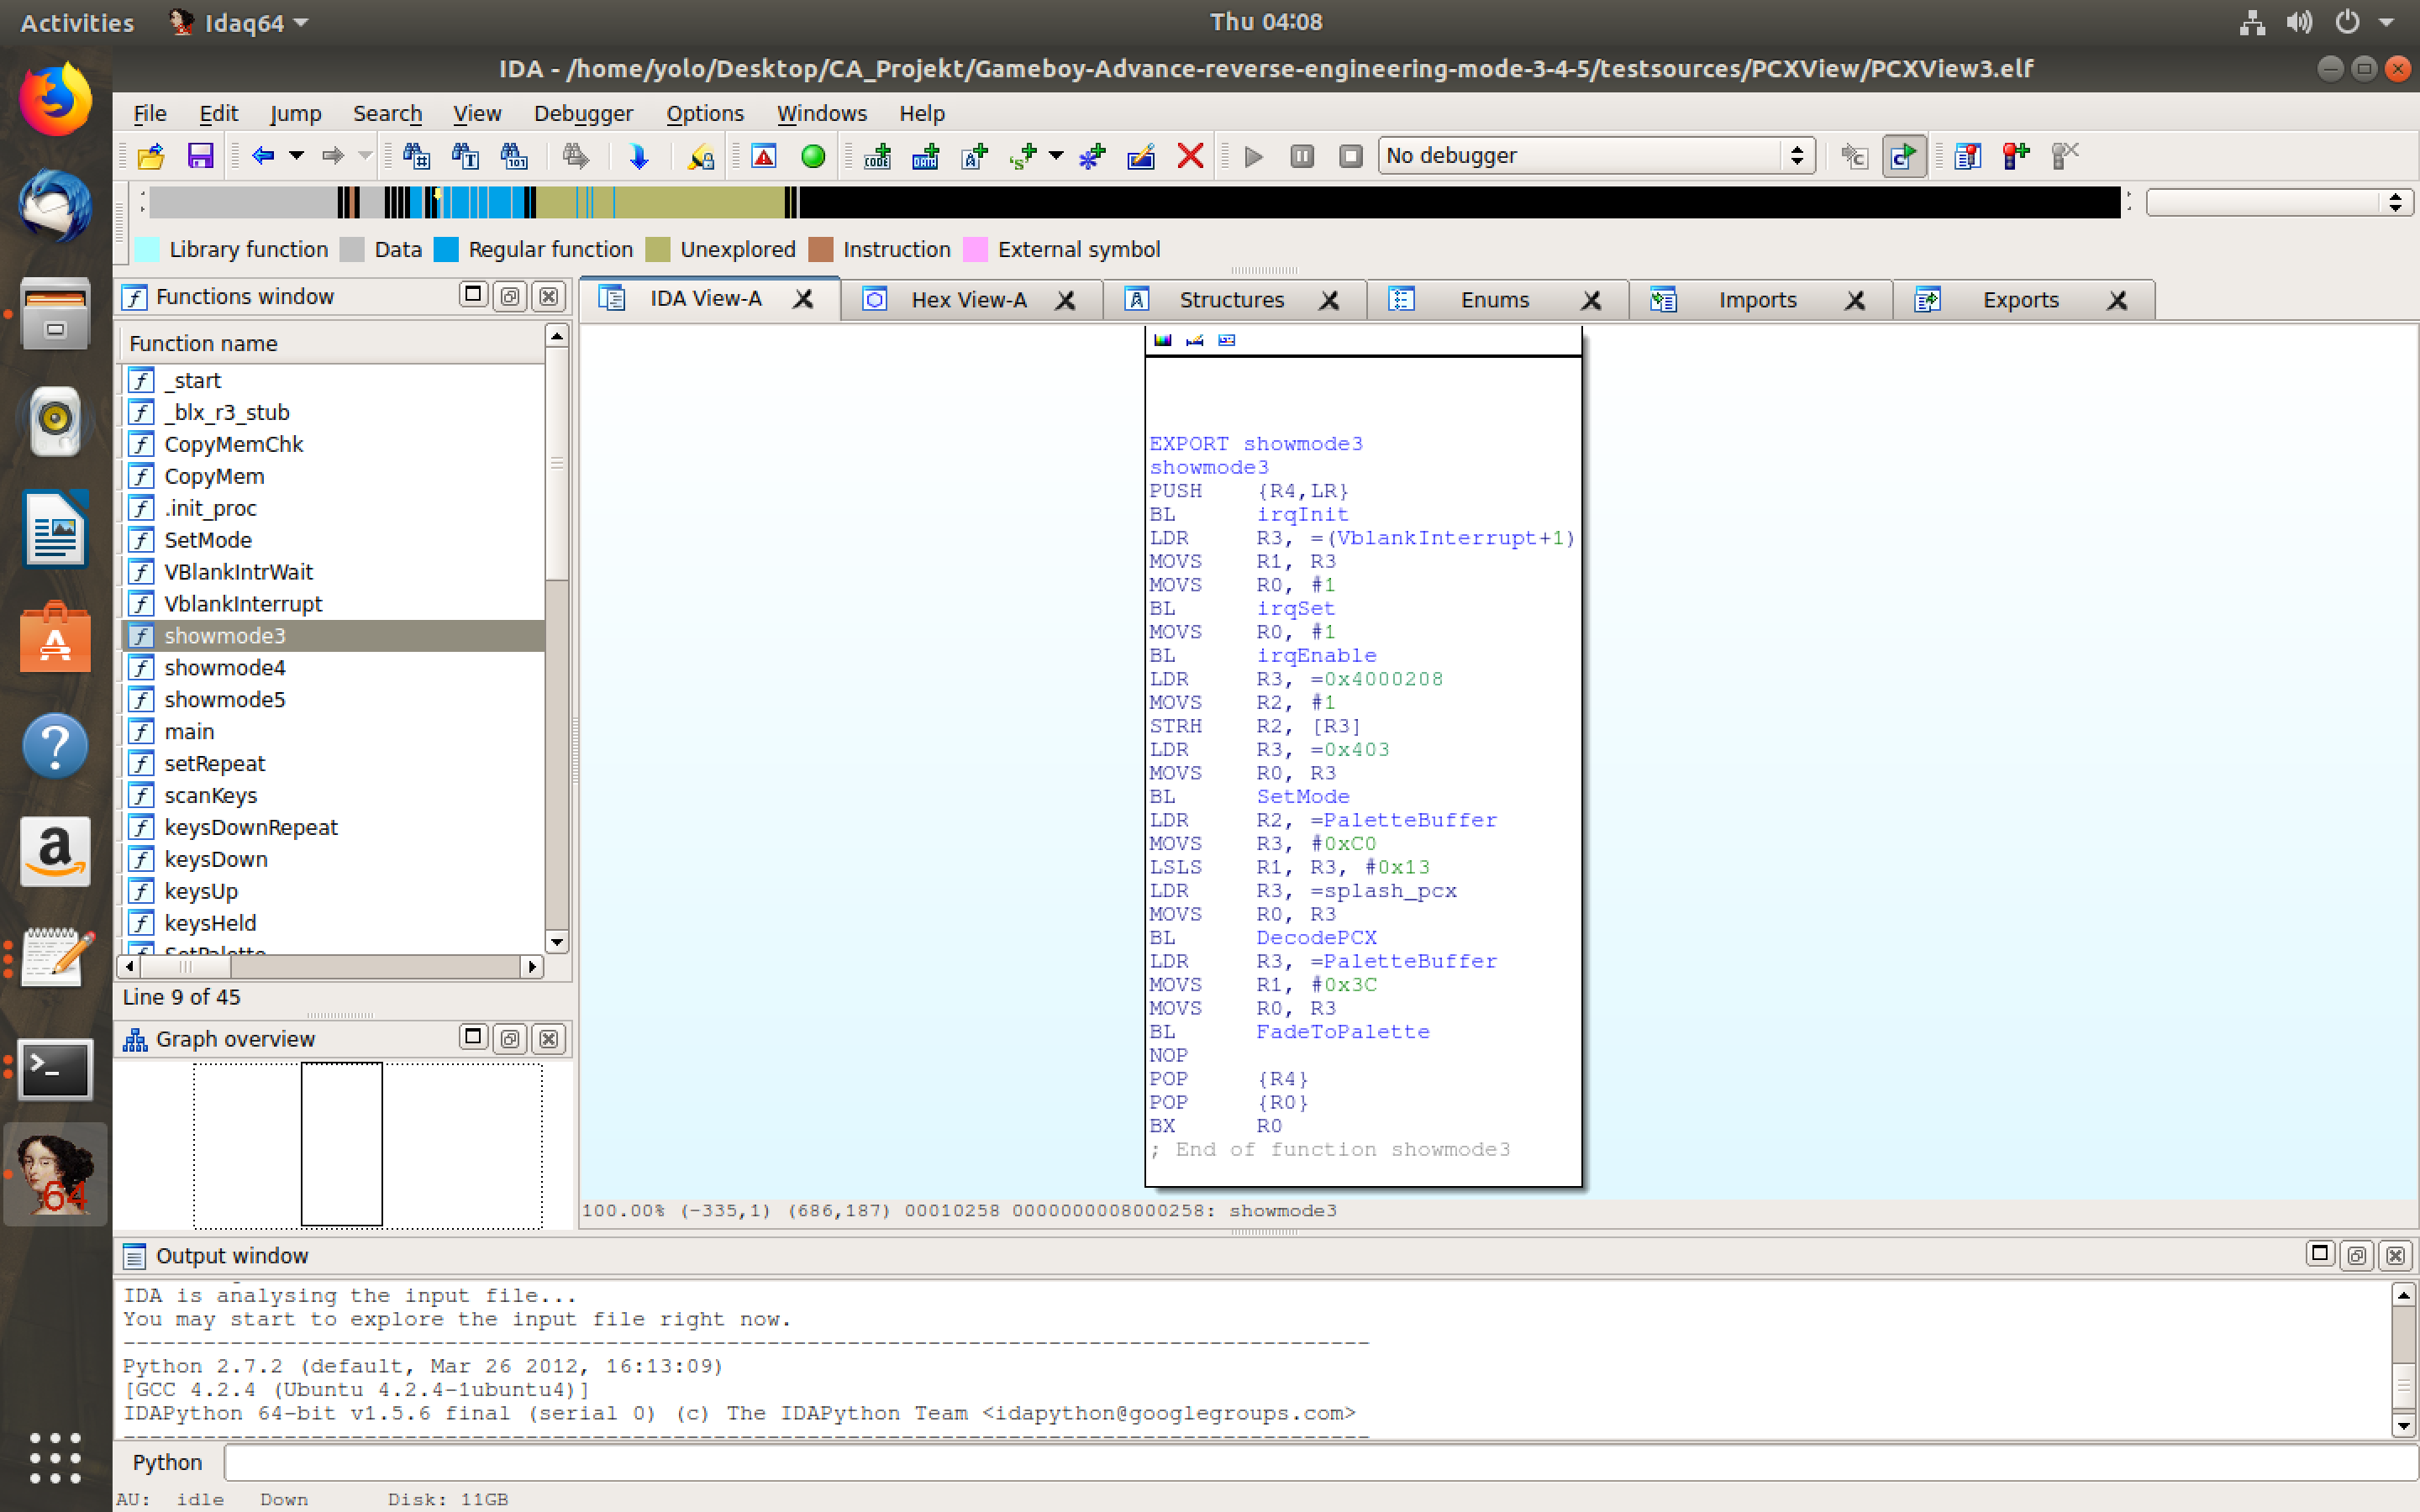 Activities
Idaq64
Thu 04:08
IDA - /home/yolo/Desktop/CA_Projekt/Gameboy-Advance-reverse-engineering-mode-3-4-5/testsources/PCXView/PCXView3.elf
File Edit Jump Search View Debugger Options Windows Help
No debugger
Library function Data Regular function Unexplored Instruction External symbol
Functions window
IDA View-A Hex View-A Structures Enums Imports Exports
Function name
_start
_blx_r3_stub
CopyMemChk
CopyMem
.init_proc
SetMode
VBlankIntrWait
VblankInterrupt
showmode3
showmode4
showmode5
main
setRepeat
scanKeys
keysDownRepeat
keysDown
keysUp
keysHeld
SetPalette
Line 9 of 45
Graph overview
EXPORT showmode3
showmode3
PUSH {R4,LR}
BL irqInit
LDR R3, =(VblankInterrupt+1)
MOVS R1, R3
MOVS R0, #1
BL irqSet
MOVS R0, #1
BL irqEnable
LDR R3, =0x4000208
MOVS R2, #1
STRH R2, [R3]
LDR R3, =0x403
MOVS R0, R3
BL SetMode
LDR R2, =PaletteBuffer
MOVS R3, #0xC0
LSLS R1, R3, #0x13
LDR R3, =splash_pcx
MOVS R0, R3
BL DecodePCX
LDR R3, =PaletteBuffer
MOVS R1, #0x3C
MOVS R0, R3
BL FadeToPalette
NOP
POP {R4}
POP {R0}
BX R0
; End of function showmode3
100.00% (-335,1) (686,187) 00010258 0000000008000258: showmode3
Output window
IDA is analysing the input file...
You may start to explore the input file right now.
---------------------------------------------------------------------------------------------
Python 2.7.2 (default, Mar 26 2012, 16:13:09)
[GCC 4.2.4 (Ubuntu 4.2.4-1ubuntu4)]
IDAPython 64-bit v1.5.6 final (serial 0) (c) The IDAPython Team <idapython@googlegroups.com>
---------------------------------------------------------------------------------------------
Python
AU: idle Down Disk: 11GB